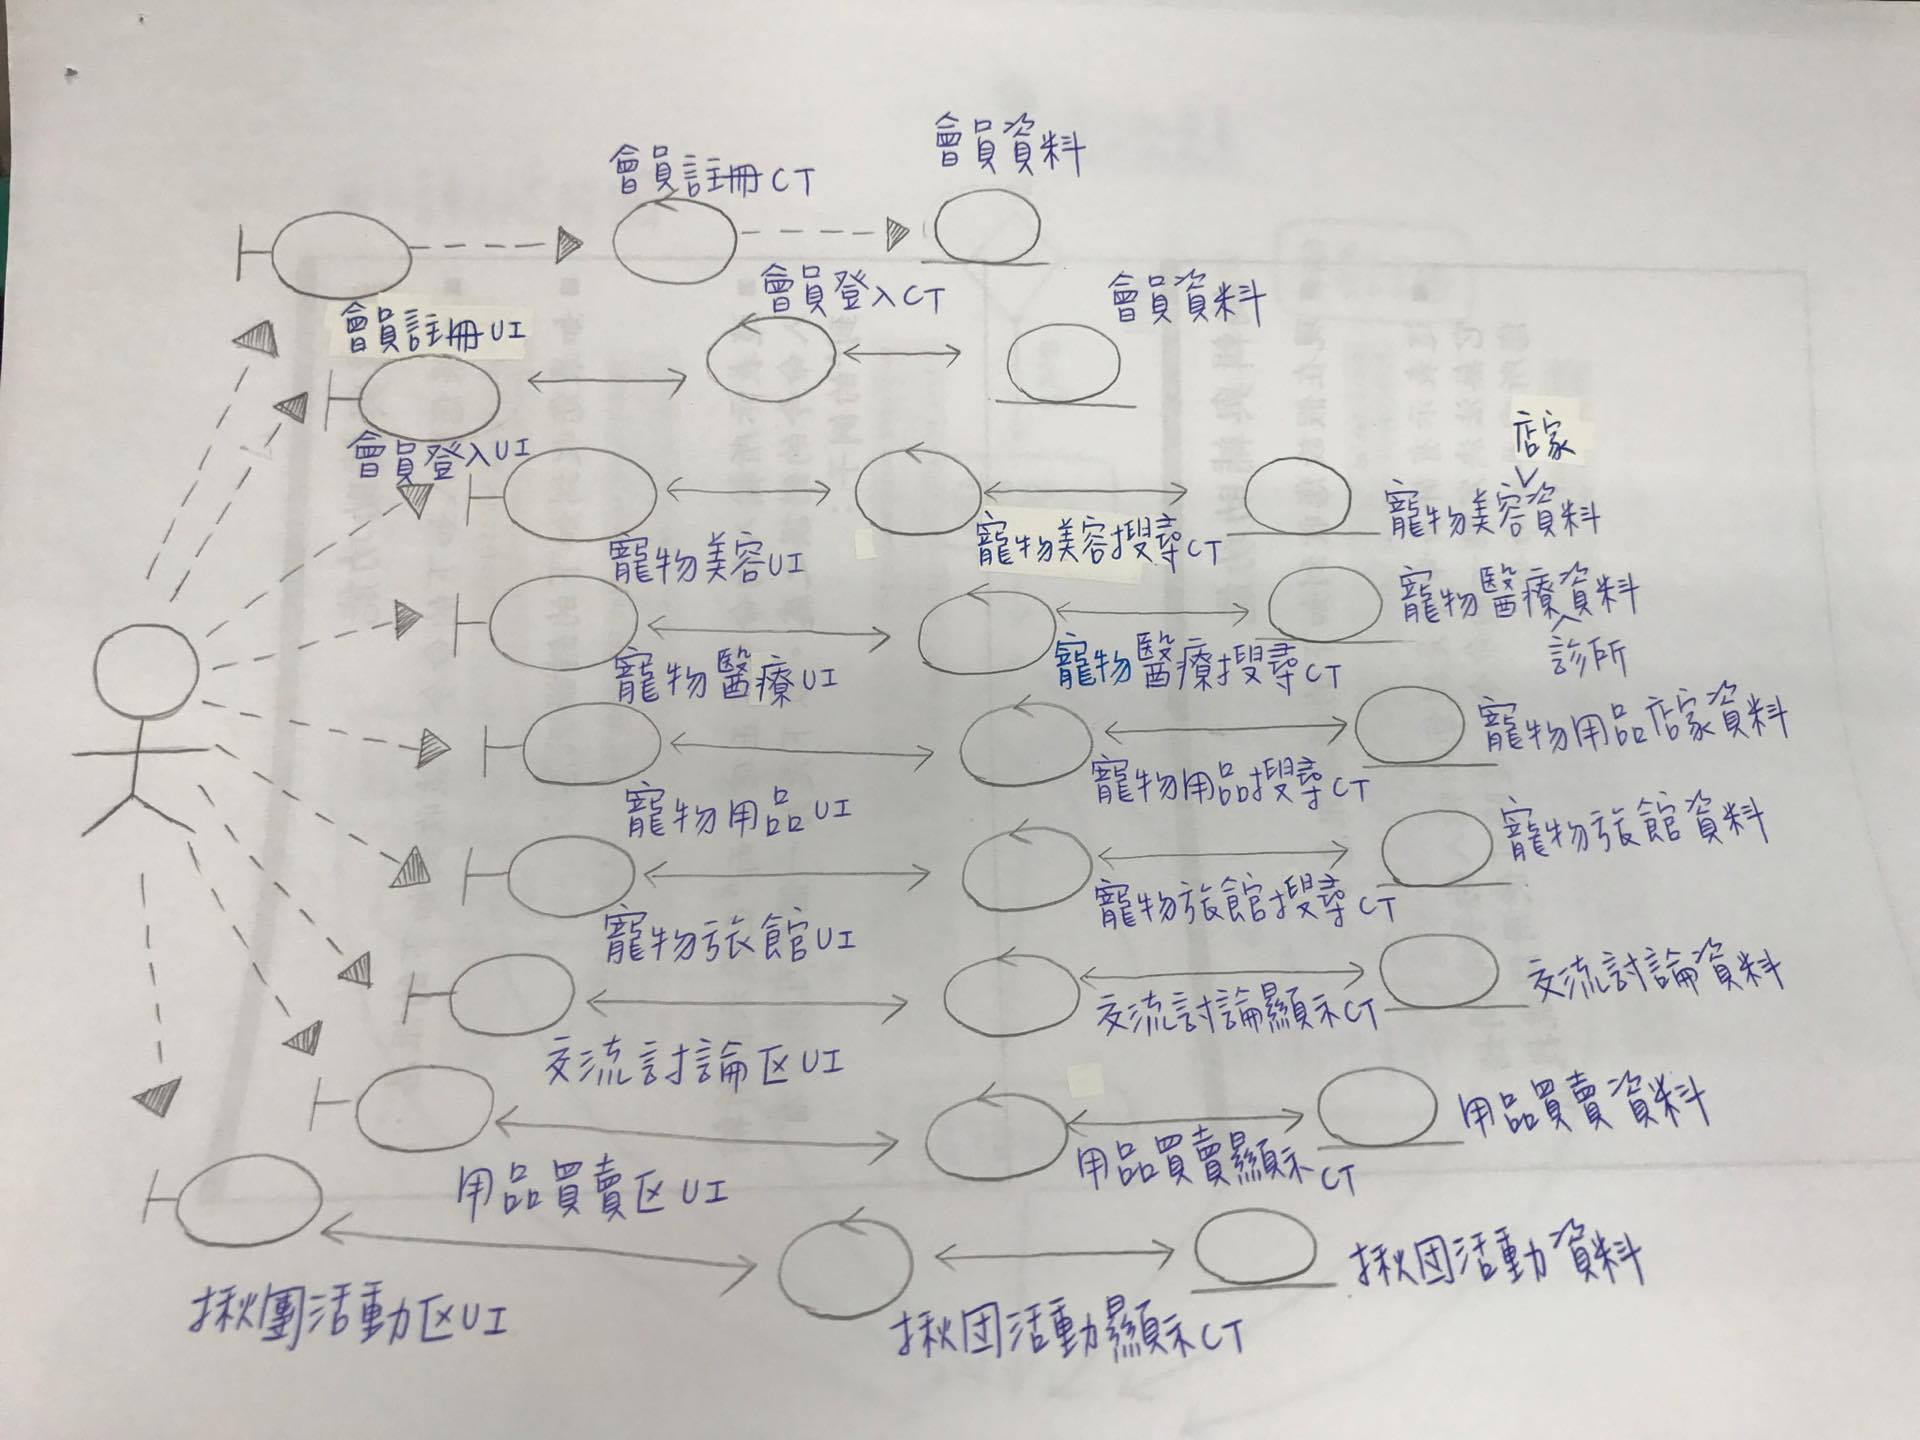 會員註冊CT
會員資料
會員註冊UI
會員登入CT
會員資料
會員登入UI
店家
寵物美容UI
寵物美容搜尋CT
寵物美容資料
寵物醫療UI
寵物醫療搜尋CT
寵物醫療資料
診所
寵物用品UI
寵物用品搜尋CT
寵物用品店家資料
寵物旅館UI
寵物旅館搜尋CT
寵物旅館資料
交流討論区UI
交流討論顯示CT
交流討論資料
用品買賣区UI
用品買賣顯示CT
用品買賣資料
揪團活動区UI
揪团活動顯示CT
揪团活動資料